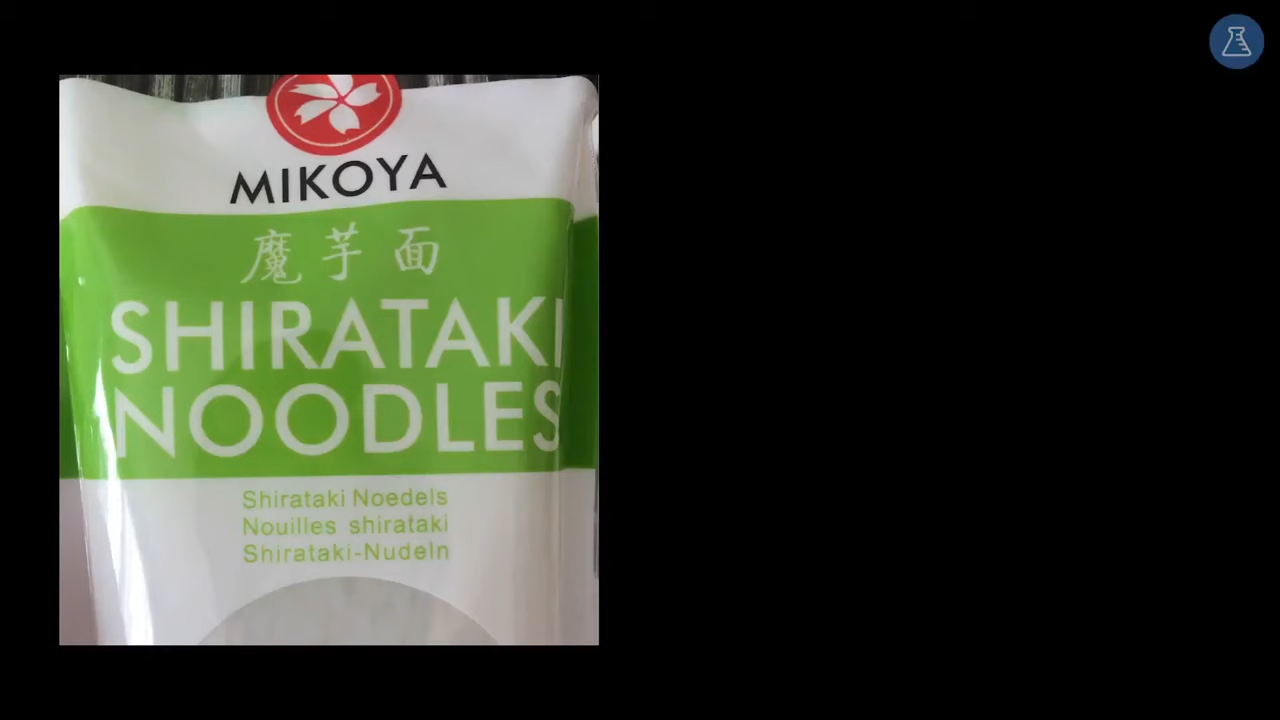 MIKOYA
魔芋面
SHIRATAKI
NOODLES
Shirataki Noedels
Nouilles shirataki
Shirataki-Nudeln